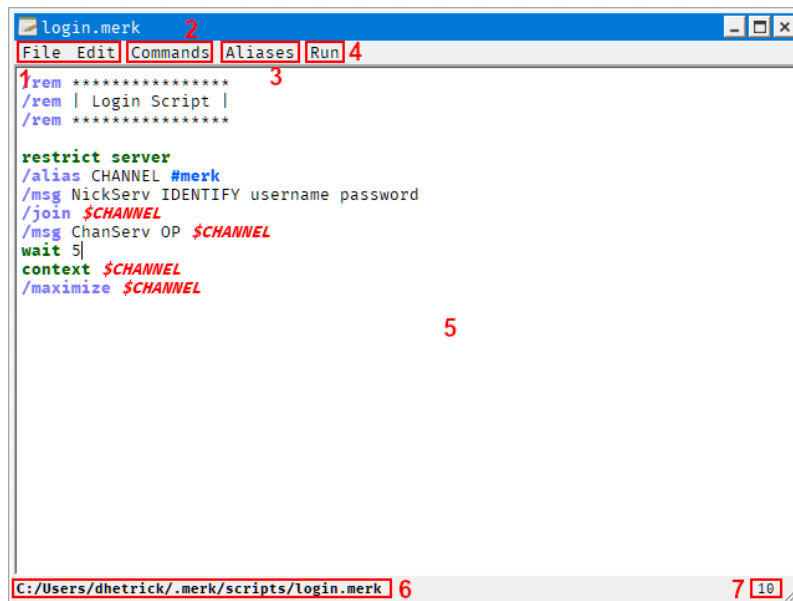 login.merk
2
File Edit Commands Aliases Run 4
1 3
/rem ****************
/rem | Login Script |
/rem ****************
restrict server
/alias CHANNEL #merk
/msg NickServ IDENTIFY username password
/join $CHANNEL
/msg ChanServ OP $CHANNEL
wait 5
context $CHANNEL
/maximize $CHANNEL
5
C:/Users/dhetrick/.merk/scripts/login.merk 6 7 10